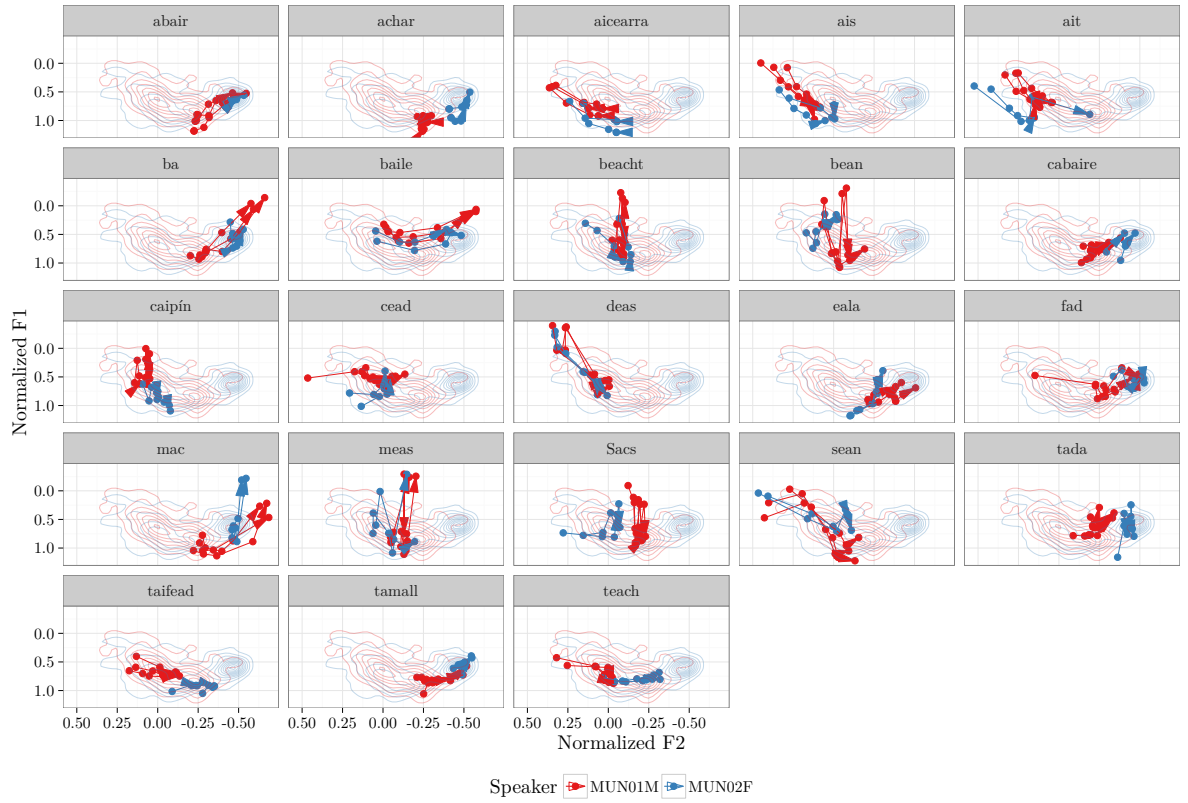 abair achar aicearra ais ait
0.0
0.5
1.0
ba baile beacht bean cabaire
0.0
0.5
1.0
caipín cead deas eala fad
0.0
0.5
1.0
mac meas Sacs sean tada
0.0
0.5
1.0
taifead tamall teach
0.0
0.5
1.0
0.50 0.25 0.00 -0.25 -0.50 0.50 0.25 0.00 -0.25 -0.50 0.50 0.25 0.00 -0.25 -0.50
Normalized F1
Normalized F2
Speaker MUN01M MUN02F